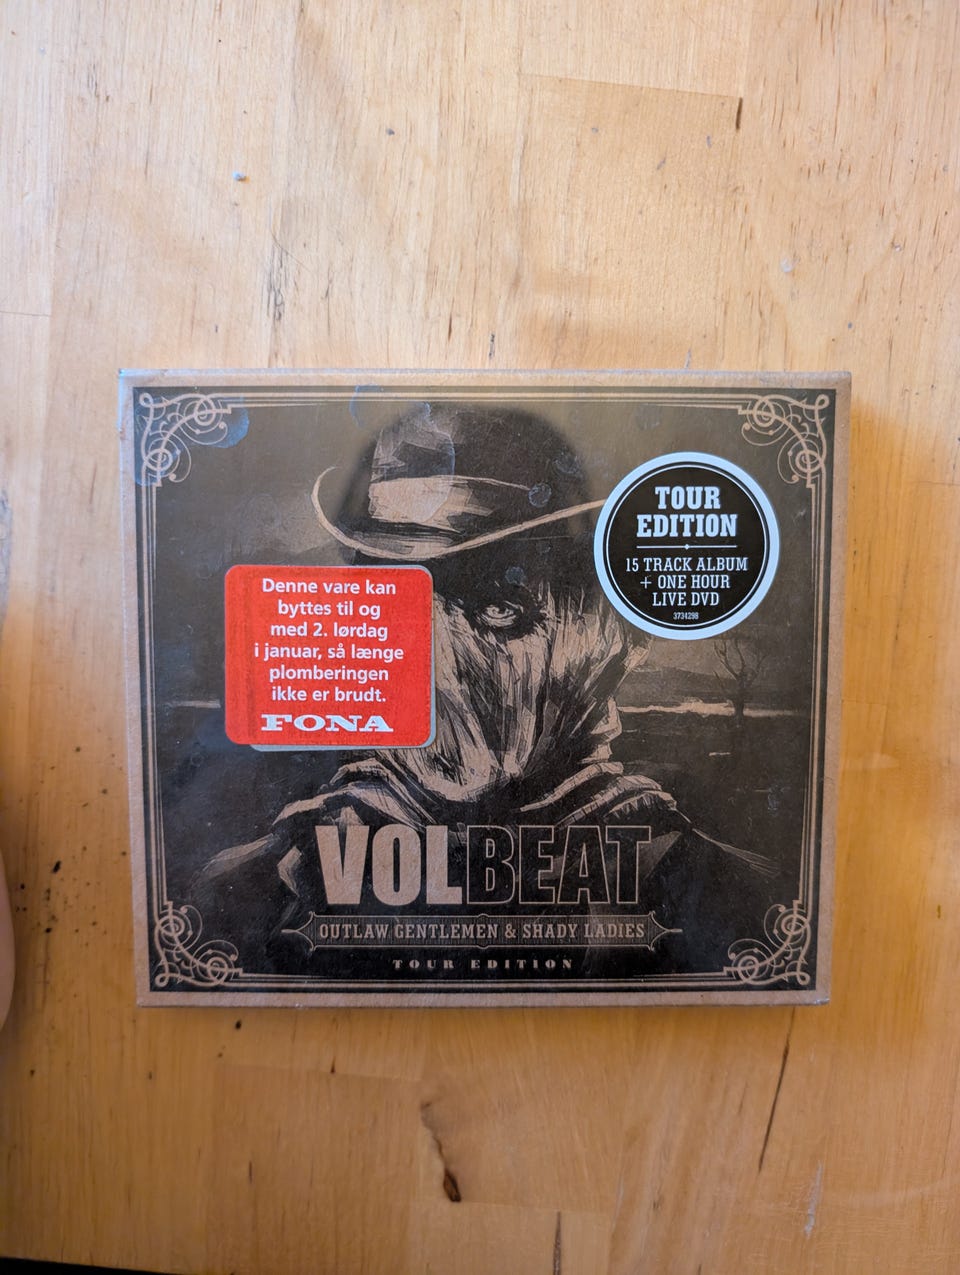 TOUR
EDITION
15 TRACK ALBUM
+ ONE HOUR
LIVE DVD
3734298
Denne vare kan
byttes til og
med 2. lørdag
i januar, så længe
plomberingen
ikke er brudt.
FONA
VOLBEAT
OUTLAW GENTLEMEN & SHADY LADIES
TOUR EDITION